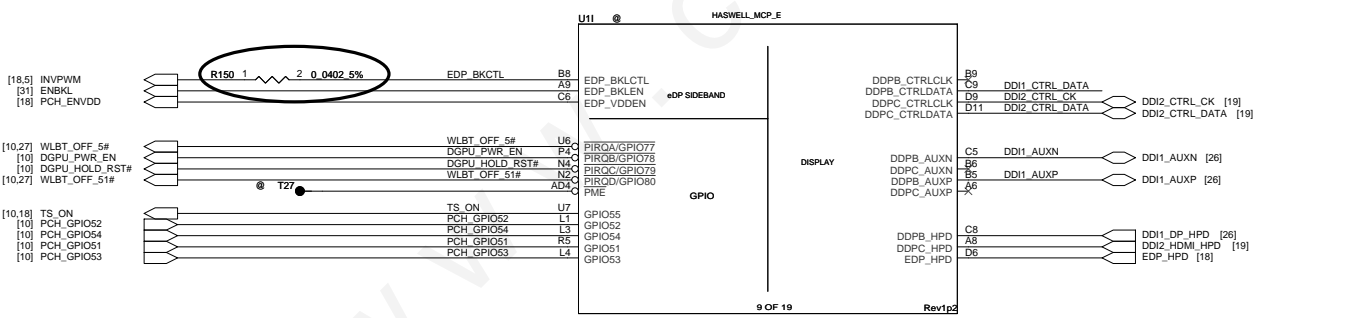 U1I @ HASWELL_MCP_E
R150 1 2 0_0402_5%
[18,5] INVPWM EDP_BKCTL B8 EDP_BKLCTL
[31] ENBKL A9 EDP_BKLEN
[18] PCH_ENVDD C6 EDP_VDDEN
eDP SIDEBAND
DDPB_CTRLCLK B9
DDPB_CTRLDATA C9 DDI1_CTRL_DATA
DDPC_CTRLCLK D9 DDI2_CTRL_CK DDI2_CTRL_CK [19]
DDPC_CTRLDATA D11 DDI2_CTRL_DATA DDI2_CTRL_DATA [19]
[10,27] WLBT_OFF_5# WLBT_OFF_5# U6 PIRQA/GPIO77
[10] DGPU_PWR_EN DGPU_PWR_EN P4 PIRQB/GPIO78
[10] DGPU_HOLD_RST# DGPU_HOLD_RST# N4 PIRQC/GPIO79
[10,27] WLBT_OFF_51# WLBT_OFF_51# N2 PIRQD/GPIO80
@ T27 AD4 PME
GPIO
DISPLAY
DDPB_AUXN C5 DDI1_AUXN DDI1_AUXN [26]
DDPC_AUXN B6
DDPB_AUXP B5 DDI1_AUXP DDI1_AUXP [26]
DDPC_AUXP A6
[10,18] TS_ON TS_ON U7 GPIO55
[10] PCH_GPIO52 PCH_GPIO52 L1 GPIO52
[10] PCH_GPIO54 PCH_GPIO54 L3 GPIO54
[10] PCH_GPIO51 PCH_GPIO51 R5 GPIO51
[10] PCH_GPIO53 PCH_GPIO53 L4 GPIO53
DDPB_HPD C8 DDI1_DP_HPD [26]
DDPC_HPD A8 DDI2_HDMI_HPD [19]
EDP_HPD D6 EDP_HPD [18]
9 OF 19 Rev1p2